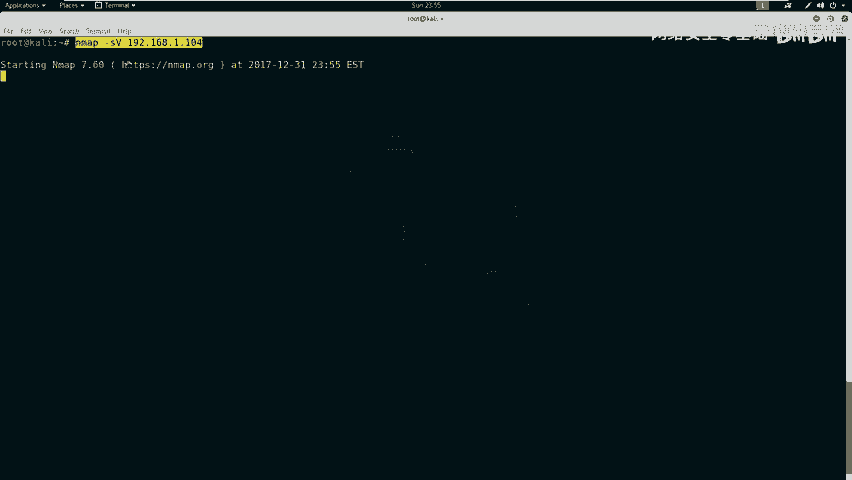 Applications Places Terminal Sun 23:55 1
root@kali: ~
File Edit View Search Terminal Help
root@kali:~# nmap -sV 192.168.1.104
Starting Nmap 7.60 ( https://nmap.org ) at 2017-12-31 23:55 EST